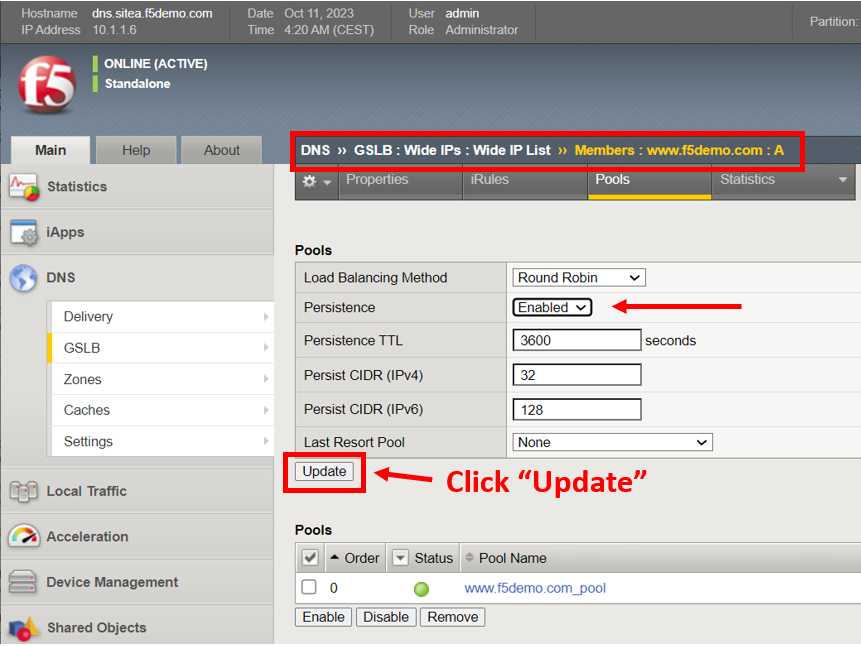 Hostname dns.sitea.f5demo.com Date Oct 11, 2023 User admin
IP Address 10.1.1.6 Time 4:20 AM (CEST) Role Administrator
Partition:
f5
ONLINE (ACTIVE)
Standalone
Main Help About
DNS ›› GSLB : Wide IPs : Wide IP List ›› Members : www.f5demo.com : A
Properties iRules Pools Statistics
Statistics
iApps
DNS
Delivery
GSLB
Zones
Caches
Settings
Local Traffic
Acceleration
Device Management
Shared Objects
Pools
Load Balancing Method Round Robin
Persistence Enabled
Persistence TTL 3600 seconds
Persist CIDR (IPv4) 32
Persist CIDR (IPv6) 128
Last Resort Pool None
Update
Click “Update”
Pools
Order Status Pool Name
0 www.f5demo.com_pool
Enable Disable Remove